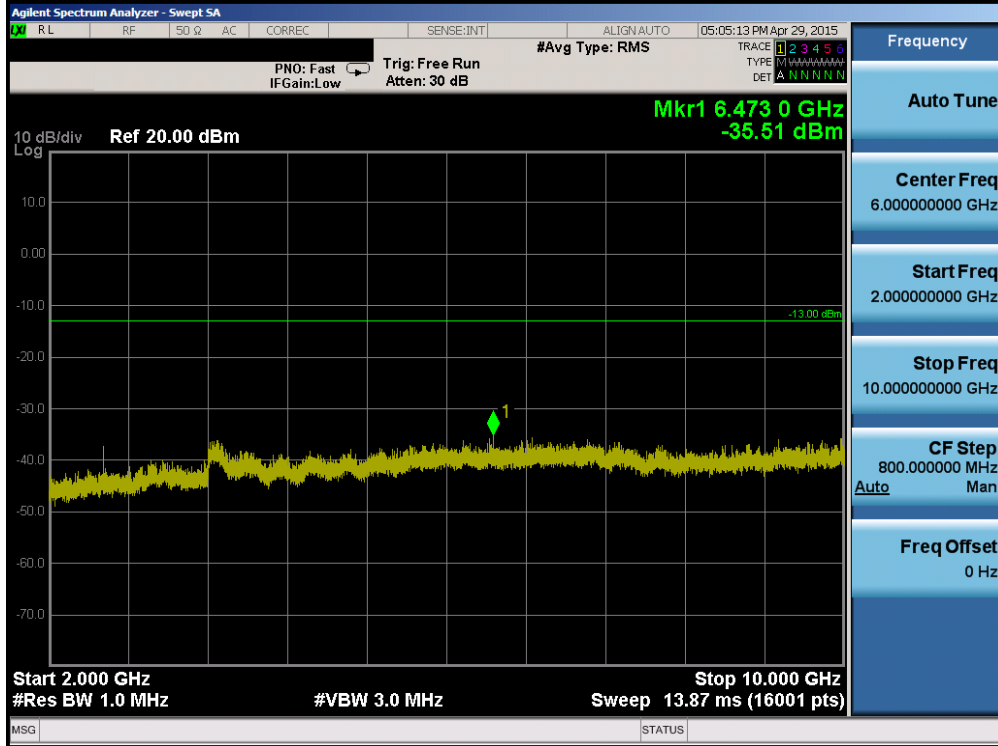 Agilent Spectrum Analyzer - Swept SA
LXI RL RF 50 Ω AC CORREC SENSE:INT ALIGN AUTO 05:05:13 PM Apr 29, 2015
PNO: Fast
IFGain:Low
Trig: Free Run
Atten: 30 dB
#Avg Type: RMS
TRACE 1 2 3 4 5 6
TYPE M WWWWW
DET A N N N N N
Mkr1 6.473 0 GHz
-35.51 dBm
10 dB/div Ref 20.00 dBm
Log
10.0
0.00
-10.0
-13.00 dBm
-20.0
-30.0
1
-40.0
-50.0
-60.0
-70.0
Start 2.000 GHz Stop 10.000 GHz
#Res BW 1.0 MHz #VBW 3.0 MHz Sweep 13.87 ms (16001 pts)
MSG STATUS
Frequency
Auto Tune
Center Freq
6.000000000 GHz
Start Freq
2.000000000 GHz
Stop Freq
10.000000000 GHz
CF Step
800.000000 MHz
Auto Man
Freq Offset
0 Hz